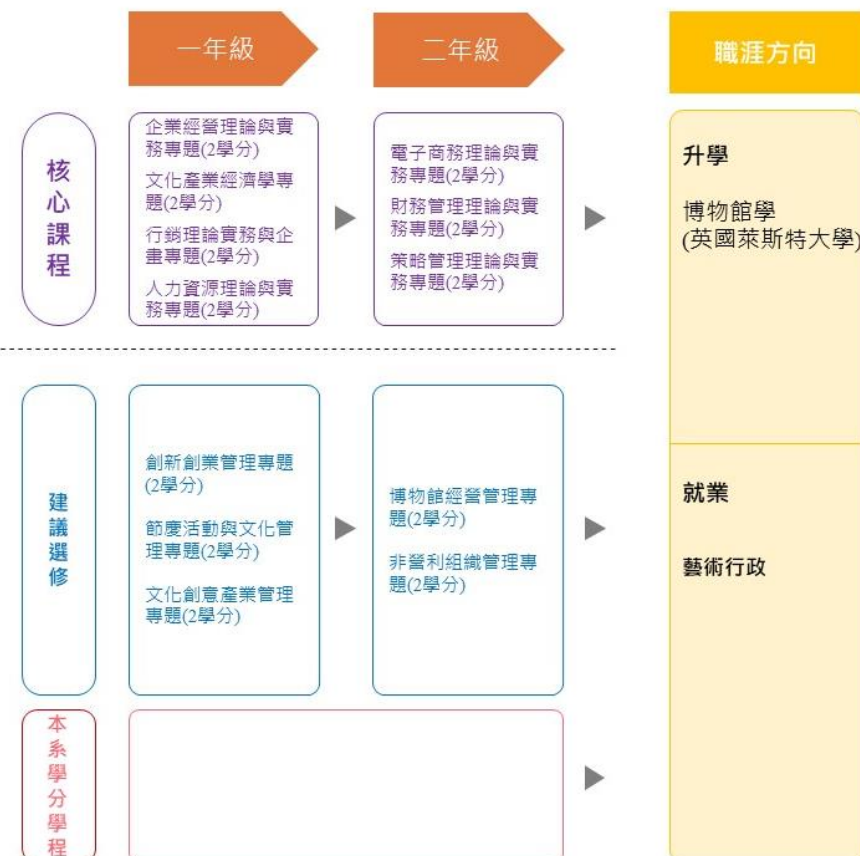 一年級
二年級
職涯方向
核心課程
企業經營理論與實
務專題(2學分)
文化產業經濟學專
題(2學分)
行銷理論實務與企
畫專題(2學分)
人力資源理論與實
務專題(2學分)
電子商務理論與實
務專題(2學分)
財務管理理論與實
務專題(2學分)
策略管理理論與實
務專題(2學分)
升學
博物館學
(英國萊斯特大學)
建議選修
創新創業管理專題
(2學分)
節慶活動與文化管
理專題(2學分)
文化創意產業管理
專題(2學分)
博物館經營管理專
題(2學分)
非營利組織管理專
題(2學分)
就業
藝術行政
本系學分學程